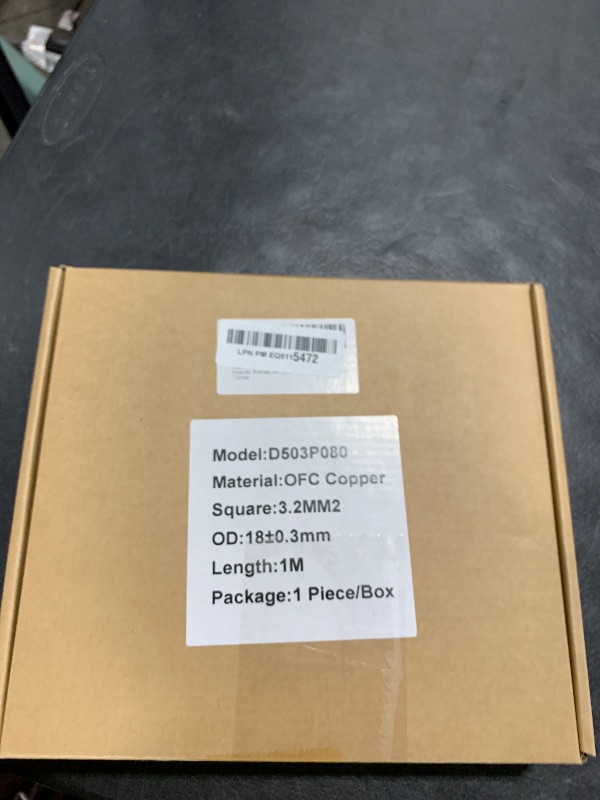 LPN PM EQ5115472
Model:D503P080
Material:OFC Copper
Square:3.2MM2
OD:18±0.3mm
Length:1M
Package:1 Piece/Box